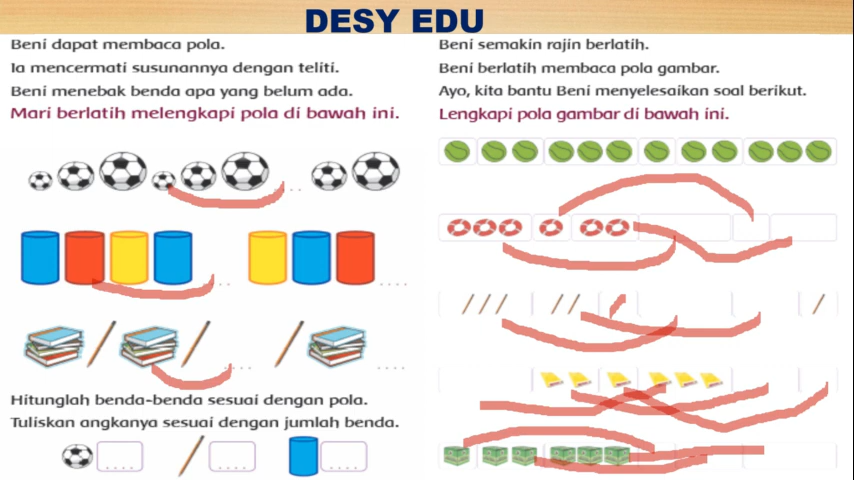 DESY EDU
Beni dapat membaca pola.
Ia mencermati susunannya dengan teliti.
Beni menebak benda apa yang belum ada.
Mari berlatih melengkapi pola di bawah ini.
. . .
. . . .
. . . .
. . . .
. . . .
Hitunglah benda-benda sesuai dengan pola.
Tuliskan angkanya sesuai dengan jumlah benda.
. . . .
. . . .
. . . .
Beni semakin rajin berlatih.
Beni berlatih membaca pola gambar.
Ayo, kita bantu Beni menyelesaikan soal berikut.
Lengkapi pola gambar di bawah ini.